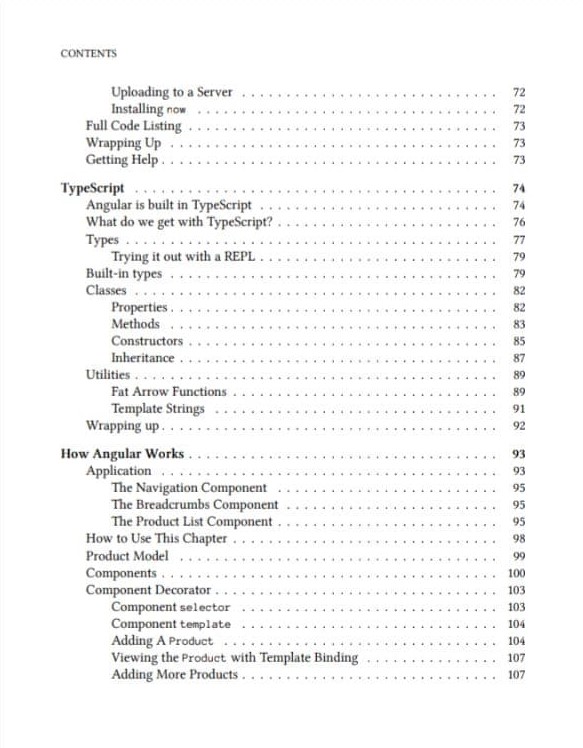 CONTENTS
Uploading to a Server . . . . . . . . . . . . . . . . . . . . . . . . . . . . . 72
Installing now . . . . . . . . . . . . . . . . . . . . . . . . . . . . . . . . . . 72
Full Code Listing . . . . . . . . . . . . . . . . . . . . . . . . . . . . . . . . . . . 73
Wrapping Up . . . . . . . . . . . . . . . . . . . . . . . . . . . . . . . . . . . . . 73
Getting Help . . . . . . . . . . . . . . . . . . . . . . . . . . . . . . . . . . . . . . 73
TypeScript . . . . . . . . . . . . . . . . . . . . . . . . . . . . . . . . . . . . . . . . . 74
Angular is built in TypeScript . . . . . . . . . . . . . . . . . . . . . . . . . . . 74
What do we get with TypeScript? . . . . . . . . . . . . . . . . . . . . . . . . . 76
Types . . . . . . . . . . . . . . . . . . . . . . . . . . . . . . . . . . . . . . . . . . 77
Trying it out with a REPL . . . . . . . . . . . . . . . . . . . . . . . . . . . 79
Built-in types . . . . . . . . . . . . . . . . . . . . . . . . . . . . . . . . . . . . . 79
Classes . . . . . . . . . . . . . . . . . . . . . . . . . . . . . . . . . . . . . . . . . 82
Properties . . . . . . . . . . . . . . . . . . . . . . . . . . . . . . . . . . . . . 82
Methods . . . . . . . . . . . . . . . . . . . . . . . . . . . . . . . . . . . . . 83
Constructors . . . . . . . . . . . . . . . . . . . . . . . . . . . . . . . . . . . 85
Inheritance . . . . . . . . . . . . . . . . . . . . . . . . . . . . . . . . . . . . 87
Utilities . . . . . . . . . . . . . . . . . . . . . . . . . . . . . . . . . . . . . . . . . 89
Fat Arrow Functions . . . . . . . . . . . . . . . . . . . . . . . . . . . . . . 89
Template Strings . . . . . . . . . . . . . . . . . . . . . . . . . . . . . . . . 91
Wrapping up . . . . . . . . . . . . . . . . . . . . . . . . . . . . . . . . . . . . . . 92
How Angular Works . . . . . . . . . . . . . . . . . . . . . . . . . . . . . . . . . . . 93
Application . . . . . . . . . . . . . . . . . . . . . . . . . . . . . . . . . . . . . . 93
The Navigation Component . . . . . . . . . . . . . . . . . . . . . . . . . 95
The Breadcrumbs Component . . . . . . . . . . . . . . . . . . . . . . . . 95
The Product List Component . . . . . . . . . . . . . . . . . . . . . . . . . 95
How to Use This Chapter . . . . . . . . . . . . . . . . . . . . . . . . . . . . . . 98
Product Model . . . . . . . . . . . . . . . . . . . . . . . . . . . . . . . . . . . . 99
Components . . . . . . . . . . . . . . . . . . . . . . . . . . . . . . . . . . . . . . 100
Component Decorator . . . . . . . . . . . . . . . . . . . . . . . . . . . . . . . . 103
Component selector . . . . . . . . . . . . . . . . . . . . . . . . . . . . . 103
Component template . . . . . . . . . . . . . . . . . . . . . . . . . . . . . 104
Adding A Product . . . . . . . . . . . . . . . . . . . . . . . . . . . . . . . 104
Viewing the Product with Template Binding . . . . . . . . . . . . . . . 107
Adding More Products . . . . . . . . . . . . . . . . . . . . . . . . . . . . . 107